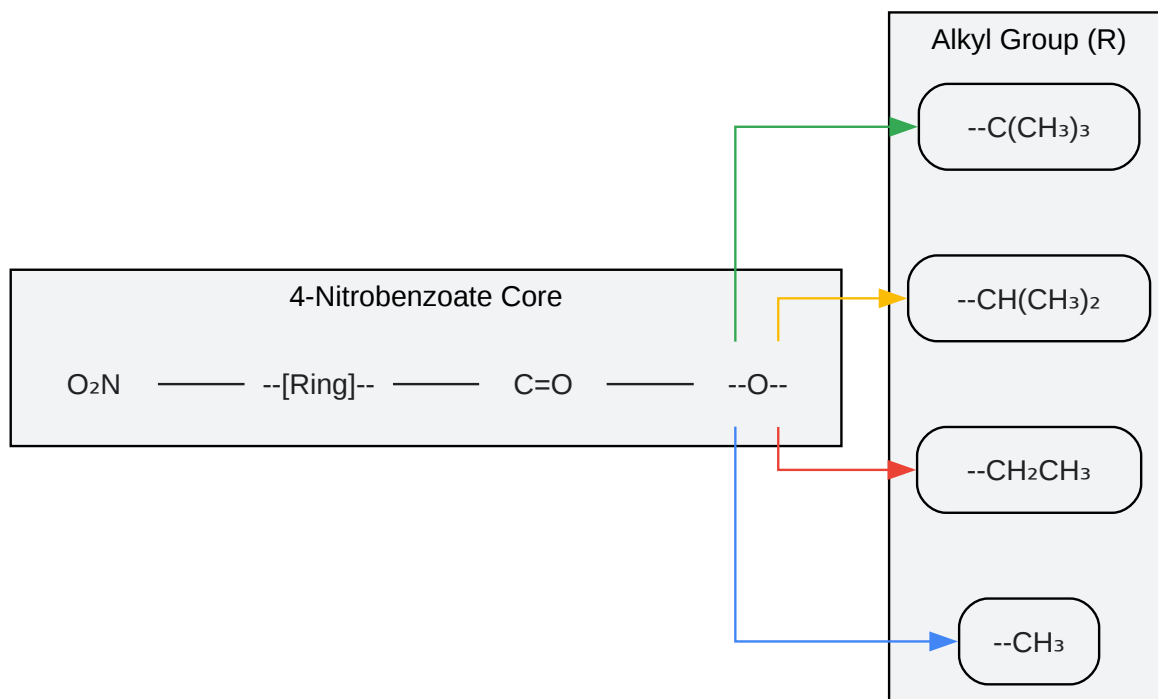 Alkyl Group (R)
--C(CH₃)₃
--CH(CH₃)₂
4-Nitrobenzoate Core
O₂N --[Ring]-- C=O --O--
--CH₂CH₃
--CH₃